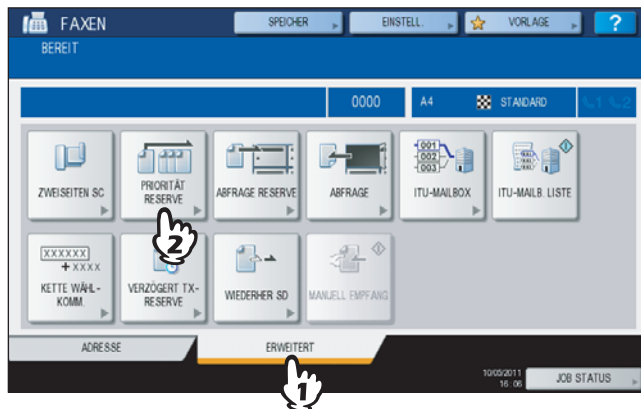 FAXEN
SPEICHER
EINSTELL.
VORLAGE
?
BEREIT
0000
A4
STANDARD
1
2
001
002
003
ZWEISEITEN SC
PRIORITÄT
RESERVE
ABFRAGE RESERVE
ABFRAGE
ITU-MAILBOX
ITU-MAILB. LISTE
2
XXXXXX
+XXXX
KETTE WÄHL-
KOMM.
VERZÖGERT TX-
RESERVE
WIEDERHER SD
MANUELL EMPFANG
ADRESSE
ERWEITERT
1
10/05/2011
16:06
JOB STATUS